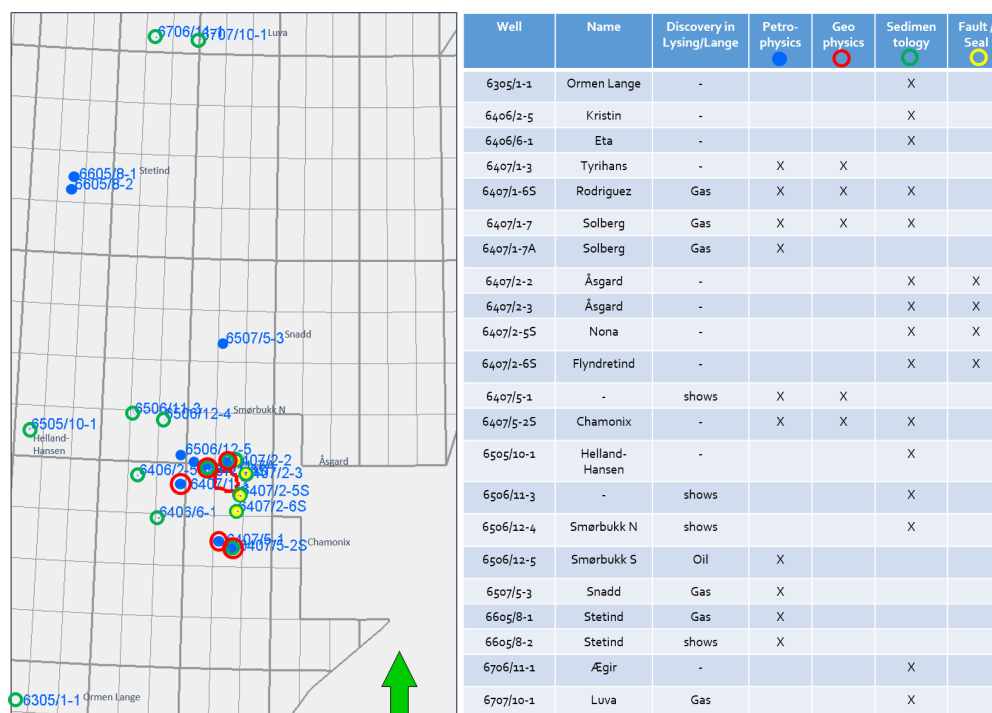 6706/11-1
6707/10-1 Luva
6605/8-1 Stetind
6605/8-2
6507/5-3 Snadd
6506/11-3
6506/12-4 Smørbukk N
6505/10-1
Helland-
Hansen
6506/12-5
6407/2-2 Åsgard
6406/2-5
6407/2-3
6407/1-3
6407/2-5S
6407/2-6S
6406/6-1
6407/5-1
6407/5-2S Chamonix
6305/1-1 Ormen Lange
Well Name Discovery in Petro- Geo Sedimen Fault /
Lysing/Lange physics physics tology Seal
6305/1-1 Ormen Lange - X
6406/2-5 Kristin - X
6406/6-1 Eta - X
6407/1-3 Tyrihans - X X
6407/1-6S Rodriguez Gas X X X
6407/1-7 Solberg Gas X X X
6407/1-7A Solberg Gas X
6407/2-2 Åsgard - X X
6407/2-3 Åsgard - X X
6407/2-5S Nona - X X
6407/2-6S Flyndretind - X X
6407/5-1 - shows X X
6407/5-2S Chamonix X X X
6505/10-1 Helland- - X
Hansen
6506/11-3 - shows X
6506/12-4 Smørbukk N shows X
6506/12-5 Smørbukk S Oil X
6507/5-3 Snadd Gas X
6605/8-1 Stetind Gas X
6605/8-2 Stetind shows X
6706/11-1 Ægir - X
6707/10-1 Luva Gas X